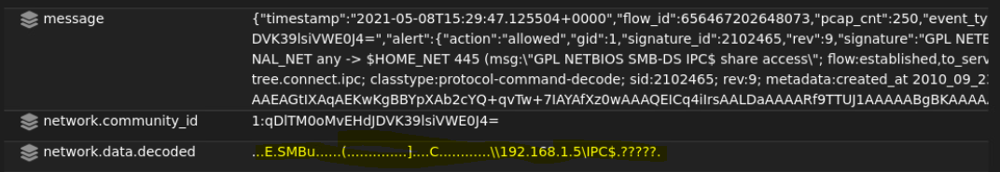 message {"timestamp":"2021-05-08T15:29:47.125504+0000","flow_id":656467202648073,"pcap_cnt":250,"event_ty
DVK39lsiVWE0J4=","alert":{"action":"allowed","gid":1,"signature_id":2102465,"rev":9,"signature":"GPL NETE
NAL_NET any -> $HOME_NET 445 (msg:\"GPL NETBIOS SMB-DS IPC$ share access\"; flow:established,to_serv
tree.connect.ipc; classtype:protocol-command-decode; sid:2102465; rev:9; metadata:created_at 2010_09_2
AAEAGtIXAqAEKwKgBBYpXAb2cYQ+qvTw+7IAYAfXz0wAAAQEICq4iIrsAALDaAAAARf9TTUJ1AAAAABgBKAAAA
network.community_id 1:qDlTM0oMvEHdJDVK39lsiVWE0J4=
network.data.decoded ...E.SMBu......(..............]....C............\\192.168.1.5\IPC$.?????.